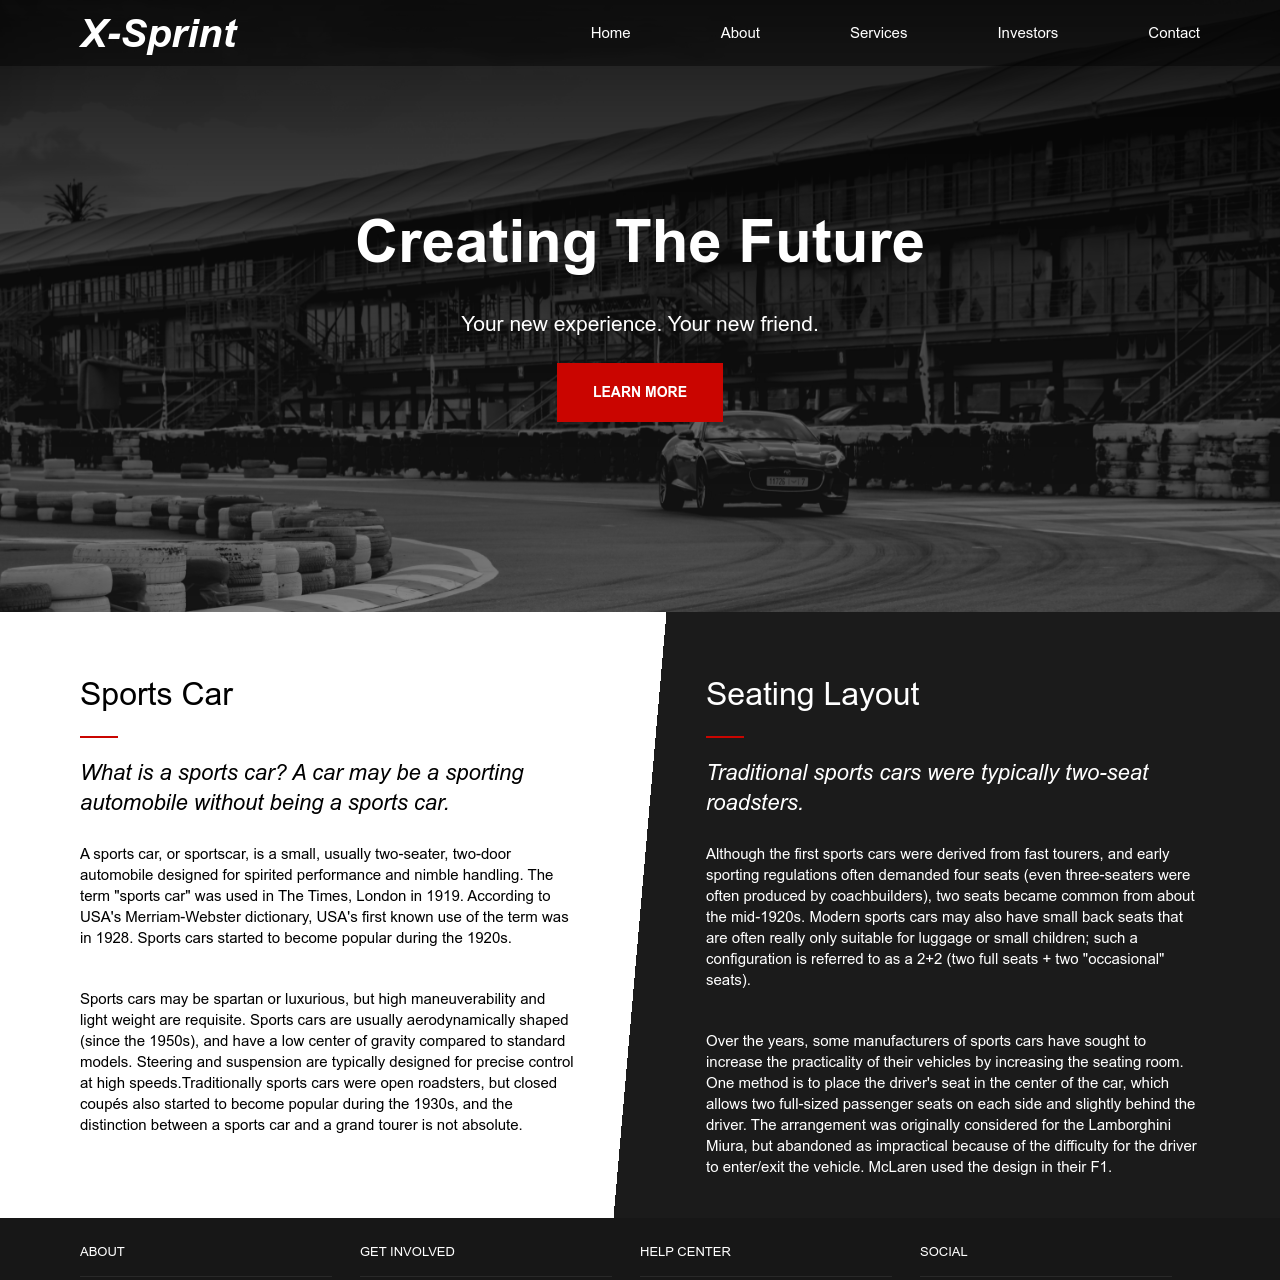 X-Sprint
Home About Services Investors Contact
Creating The Future
Your new experience. Your new friend.
LEARN MORE
Sports Car
What is a sports car? A car may be a sporting
automobile without being a sports car.
A sports car, or sportscar, is a small, usually two-seater, two-door
automobile designed for spirited performance and nimble handling. The
term "sports car" was used in The Times, London in 1919. According to
USA's Merriam-Webster dictionary, USA's first known use of the term was
in 1928. Sports cars started to become popular during the 1920s.
Sports cars may be spartan or luxurious, but high maneuverability and
light weight are requisite. Sports cars are usually aerodynamically shaped
(since the 1950s), and have a low center of gravity compared to standard
models. Steering and suspension are typically designed for precise control
at high speeds.Traditionally sports cars were open roadsters, but closed
coupés also started to become popular during the 1930s, and the
distinction between a sports car and a grand tourer is not absolute.
Seating Layout
Traditional sports cars were typically two-seat
roadsters.
Although the first sports cars were derived from fast tourers, and early
sporting regulations often demanded four seats (even three-seaters were
often produced by coachbuilders), two seats became common from about
the mid-1920s. Modern sports cars may also have small back seats that
are often really only suitable for luggage or small children; such a
configuration is referred to as a 2+2 (two full seats + two "occasional"
seats).
Over the years, some manufacturers of sports cars have sought to
increase the practicality of their vehicles by increasing the seating room.
One method is to place the driver's seat in the center of the car, which
allows two full-sized passenger seats on each side and slightly behind the
driver. The arrangement was originally considered for the Lamborghini
Miura, but abandoned as impractical because of the difficulty for the driver
to enter/exit the vehicle. McLaren used the design in their F1.
ABOUT GET INVOLVED HELP CENTER SOCIAL